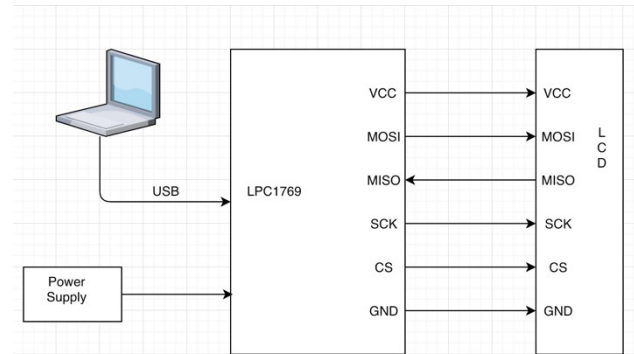 USB
Power
Supply
LPC1769
VCC
MOSI
MISO
SCK
CS
GND
VCC
MOSI
MISO
SCK
CS
GND
L
C
D